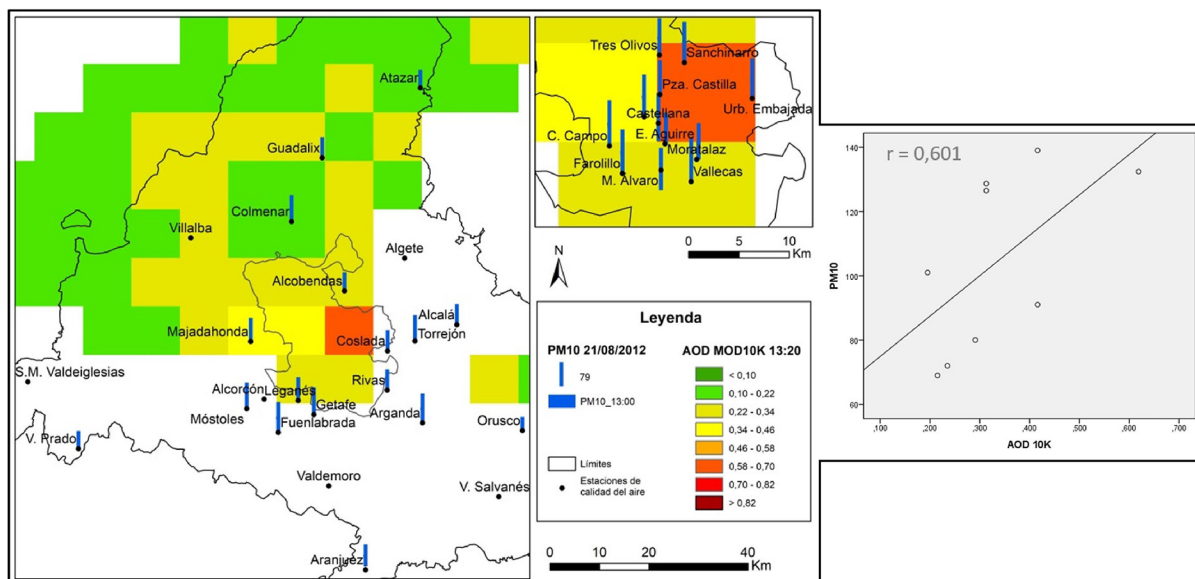 Atazar
Guadalix
Colmenar
Villalba
Algete
Alcobendas
Alcalá
Majadahonda
Torrejón
Coslada
S.M. Valdeiglesias
Rivas
Alcorcón
Leganés
Getafe
Móstoles
Arganda
Orusco
Fuenlabrada
V. Prado
Valdemoro
V. Salvanés
Aranjuez
Tres Olivos
Sanchinarro
Pza. Castilla
Urb. Embajada
Castellana
C. Campo
E. Aguirre
Moratalaz
Farolillo
M. Álvaro
Vallecas
N
0 5 10
Km
Leyenda
PM10 21/08/2012
79
PM10_13:00
Límites
Estaciones de
calidad del aire
AOD MOD10K 13:20
< 0,10
0,10 - 0,22
0,22 - 0,34
0,34 - 0,46
0,46 - 0,58
0,58 - 0,70
0,70 - 0,82
> 0,82
0 10 20 40
Km
r = 0,601
140
120
100
80
60
PM10
,100 ,200 ,300 ,400 ,500 ,600 ,700
AOD 10K